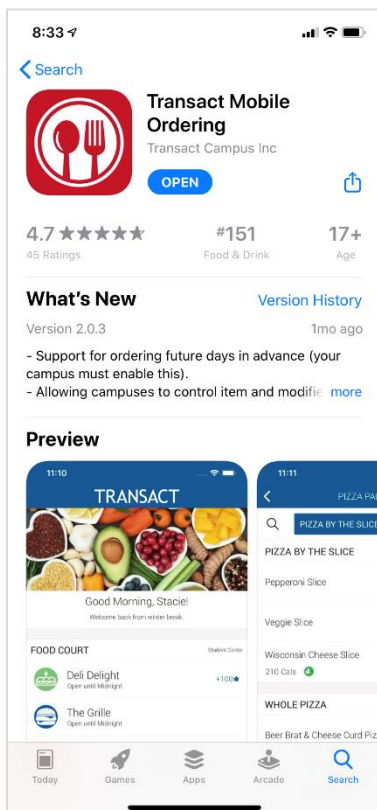 8:33
Search
Transact Mobile
Ordering
Transact Campus Inc
OPEN
4.7 #151 17+
45 Ratings Food & Drink Age
What's New Version History
Version 2.0.3 1mo ago
- Support for ordering future days in advance (your
campus must enable this).
- Allowing campuses to control item and modifie more
Preview
11:10
TRANSACT
Good Morning, Stacie!
Welcome back from winter break.
FOOD COURT Student Center
Deli Delight +100
Open until Midnight
The Grille
Open until Midnight
11:11
PIZZA PA
PIZZA BY THE SLICE
PIZZA BY THE SLICE
Pepperoni Slice
Veggie Slice
Wisconsin Cheese Slice
210 Cals
WHOLE PIZZA
Beer Brat & Cheese Curd Piz
Today Games Apps Arcade Search